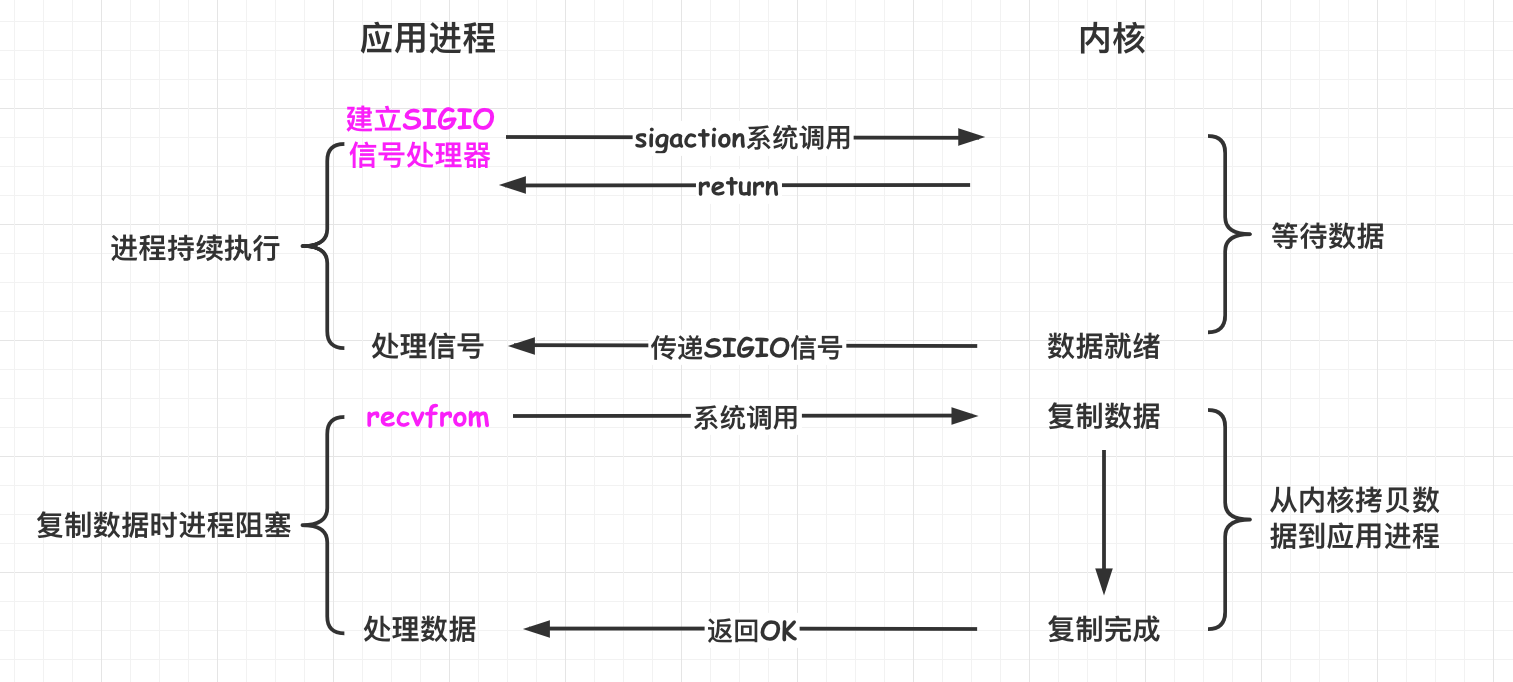 应用进程
内核
建立SIGIO
信号处理器
sigaction系统调用
return
进程持续执行
等待数据
处理信号
传递SIGIO信号
数据就绪
recvfrom
系统调用
复制数据
复制数据时进程阻塞
从内核拷贝数
据到应用进程
处理数据
返回OK
复制完成